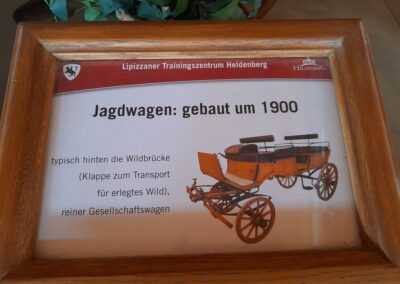 Lipizzaner Trainingszentrum Heldenberg
HELDENBERG
Jagdwagen: gebaut um 1900
typisch hinten die Wildbrücke
(Klappe zum Transport
für erlegtes Wild),
reiner Gesellschaftswagen